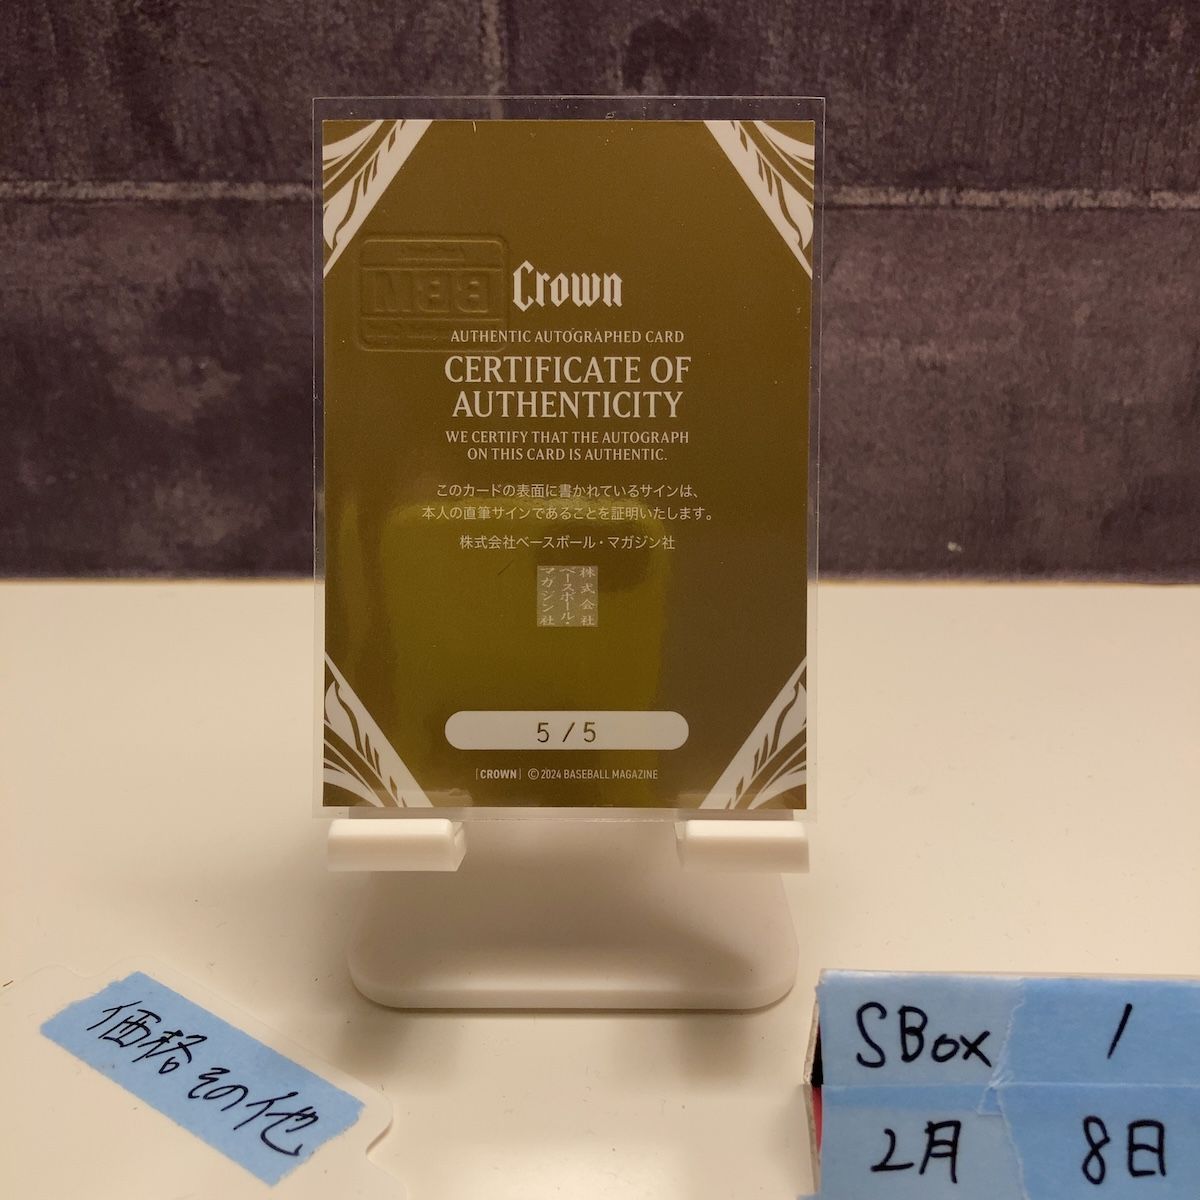 BBM
Crown
AUTHENTIC AUTOGRAPHED CARD
CERTIFICATE OF
AUTHENTICITY
WE CERTIFY THAT THE AUTOGRAPH
ON THIS CARD IS AUTHENTIC.
このカードの表面に書かれているサインは、
本人の直筆サインであることを証明いたします。
株式会社ベースボール・マガジン社
株式会社
ベースボール・
マガジン社
5/5
[CROWN] ©2024 BASEBALL MAGAZINE
価格その他
SBox 1
2月 8日